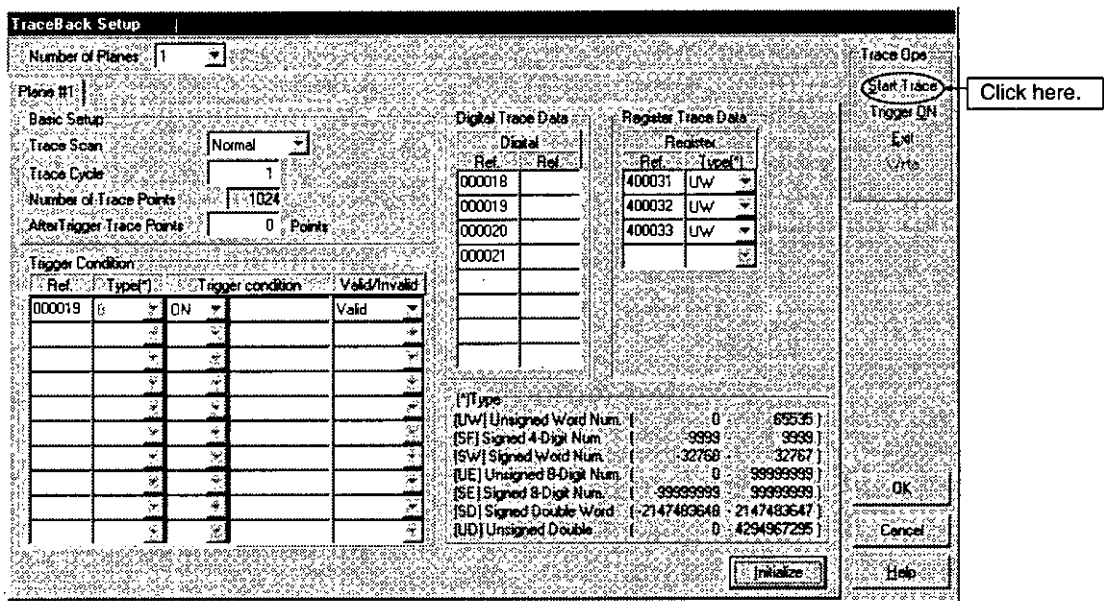 TraceBack Setup
Number of Planes 1
Plane #1
Basic Setup
Trace Scan Normal
Trace Cycle 1
Number of Trace Points 1024
AfterTrigger Trace Points 0 Points
Trigger Condition
Ref. Type(*) Trigger condition Valid/Invalid
000019 B ON Valid
Digital Trace Data
Digital
Ref. Ref.
000018
000019
000020
000021
Register Trace Data
Register
Ref. Type(*)
400031 UW
400032 UW
400033 UW
(*)Type
[UW] Unsigned Word Num. [ 0 - 65535 ]
[SF] Signed 4-Digit Num. [ -9999 - 9999 ]
[SW] Signed Word Num. [ -32768 - 32767 ]
[UE] Unsigned 8-Digit Num. [ 0 - 99999999 ]
[SE] Signed 8-Digit Num. [ -99999999 - 99999999 ]
[SD] Signed Double Word [ -2147483648 - 2147483647 ]
[UD] Unsigned Double [ 0 - 4294967295 ]
Initialize
Trace Ope
Start Trace
Trigger ON
Exit
Write
OK
Cancel
Help
Click here.